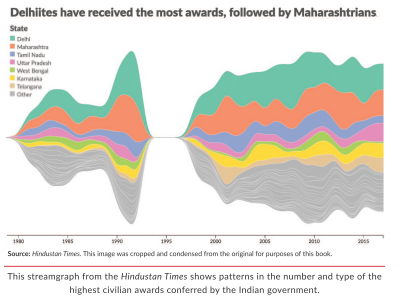 Delhiites have received the most awards, followed by Maharashtrians
State
Delhi
Maharashtra
Tamil Nadu
Uttar Pradesh
West Bengal
Karnataka
Telangana
Other
1980 1985 1990 1995 2000 2005 2010 2015
Source: Hindustan Times. This image was cropped and condensed from the original for purposes of this book.
This streamgraph from the Hindustan Times shows patterns in the number and type of the
highest civilian awards conferred by the Indian government.